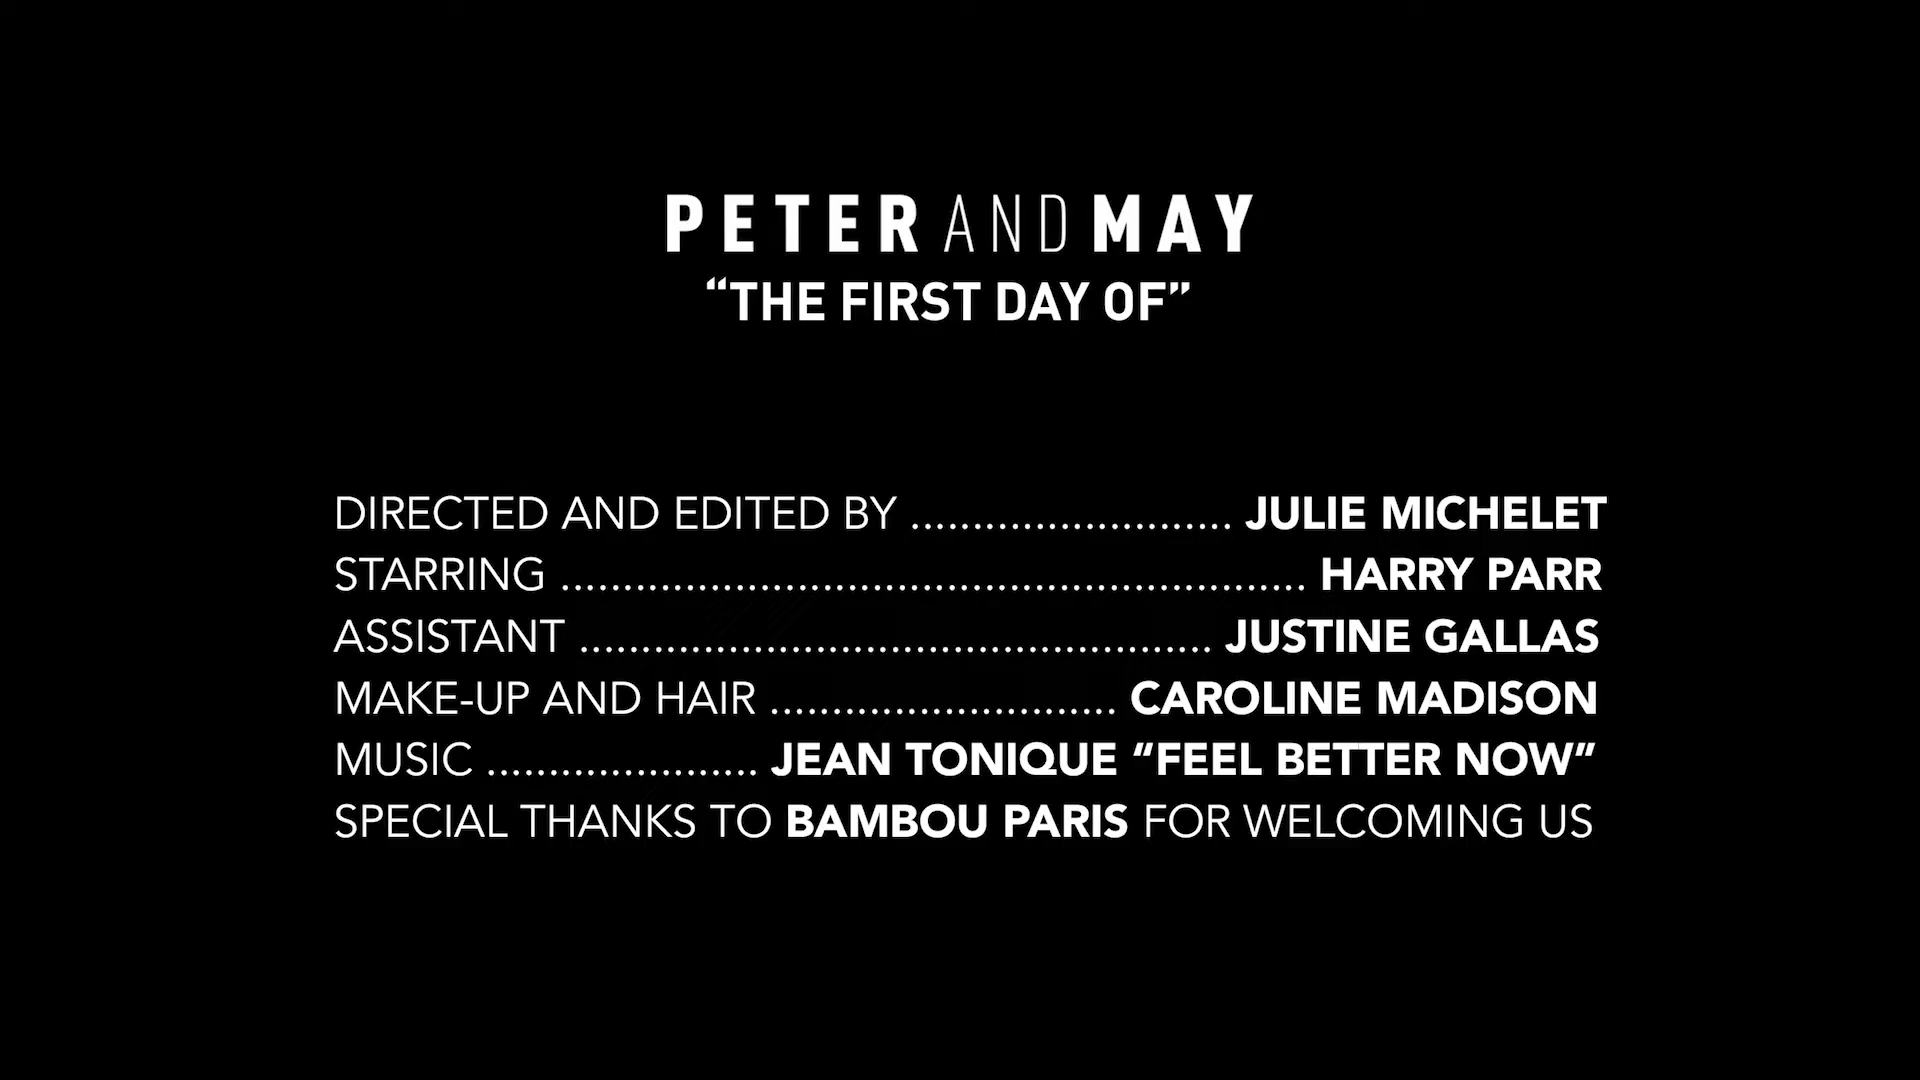 PETER AND MAY
“THE FIRST DAY OF”
DIRECTED AND EDITED BY .......................... JULIE MICHELET
STARRING ............................................................ HARRY PARR
ASSISTANT ................................................... JUSTINE GALLAS
MAKE-UP AND HAIR ............................ CAROLINE MADISON
MUSIC ...................... JEAN TONIQUE “FEEL BETTER NOW”
SPECIAL THANKS TO BAMBOU PARIS FOR WELCOMING US